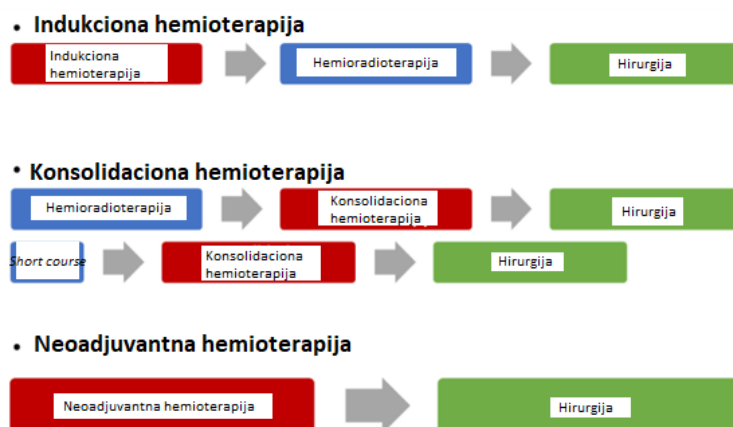 • Indukciona hemioterapija
Indukciona
hemioterapija
Hemioradioterapija
Hirurgija
• Konsolidaciona hemioterapija
Hemioradioterapija
Konsolidaciona
hemioterapija
Hirurgija
Short course
Konsolidaciona
hemioterapija
Hirurgija
• Neoadjuvantna hemioterapija
Neoadjuvantna hemioterapija
Hirurgija